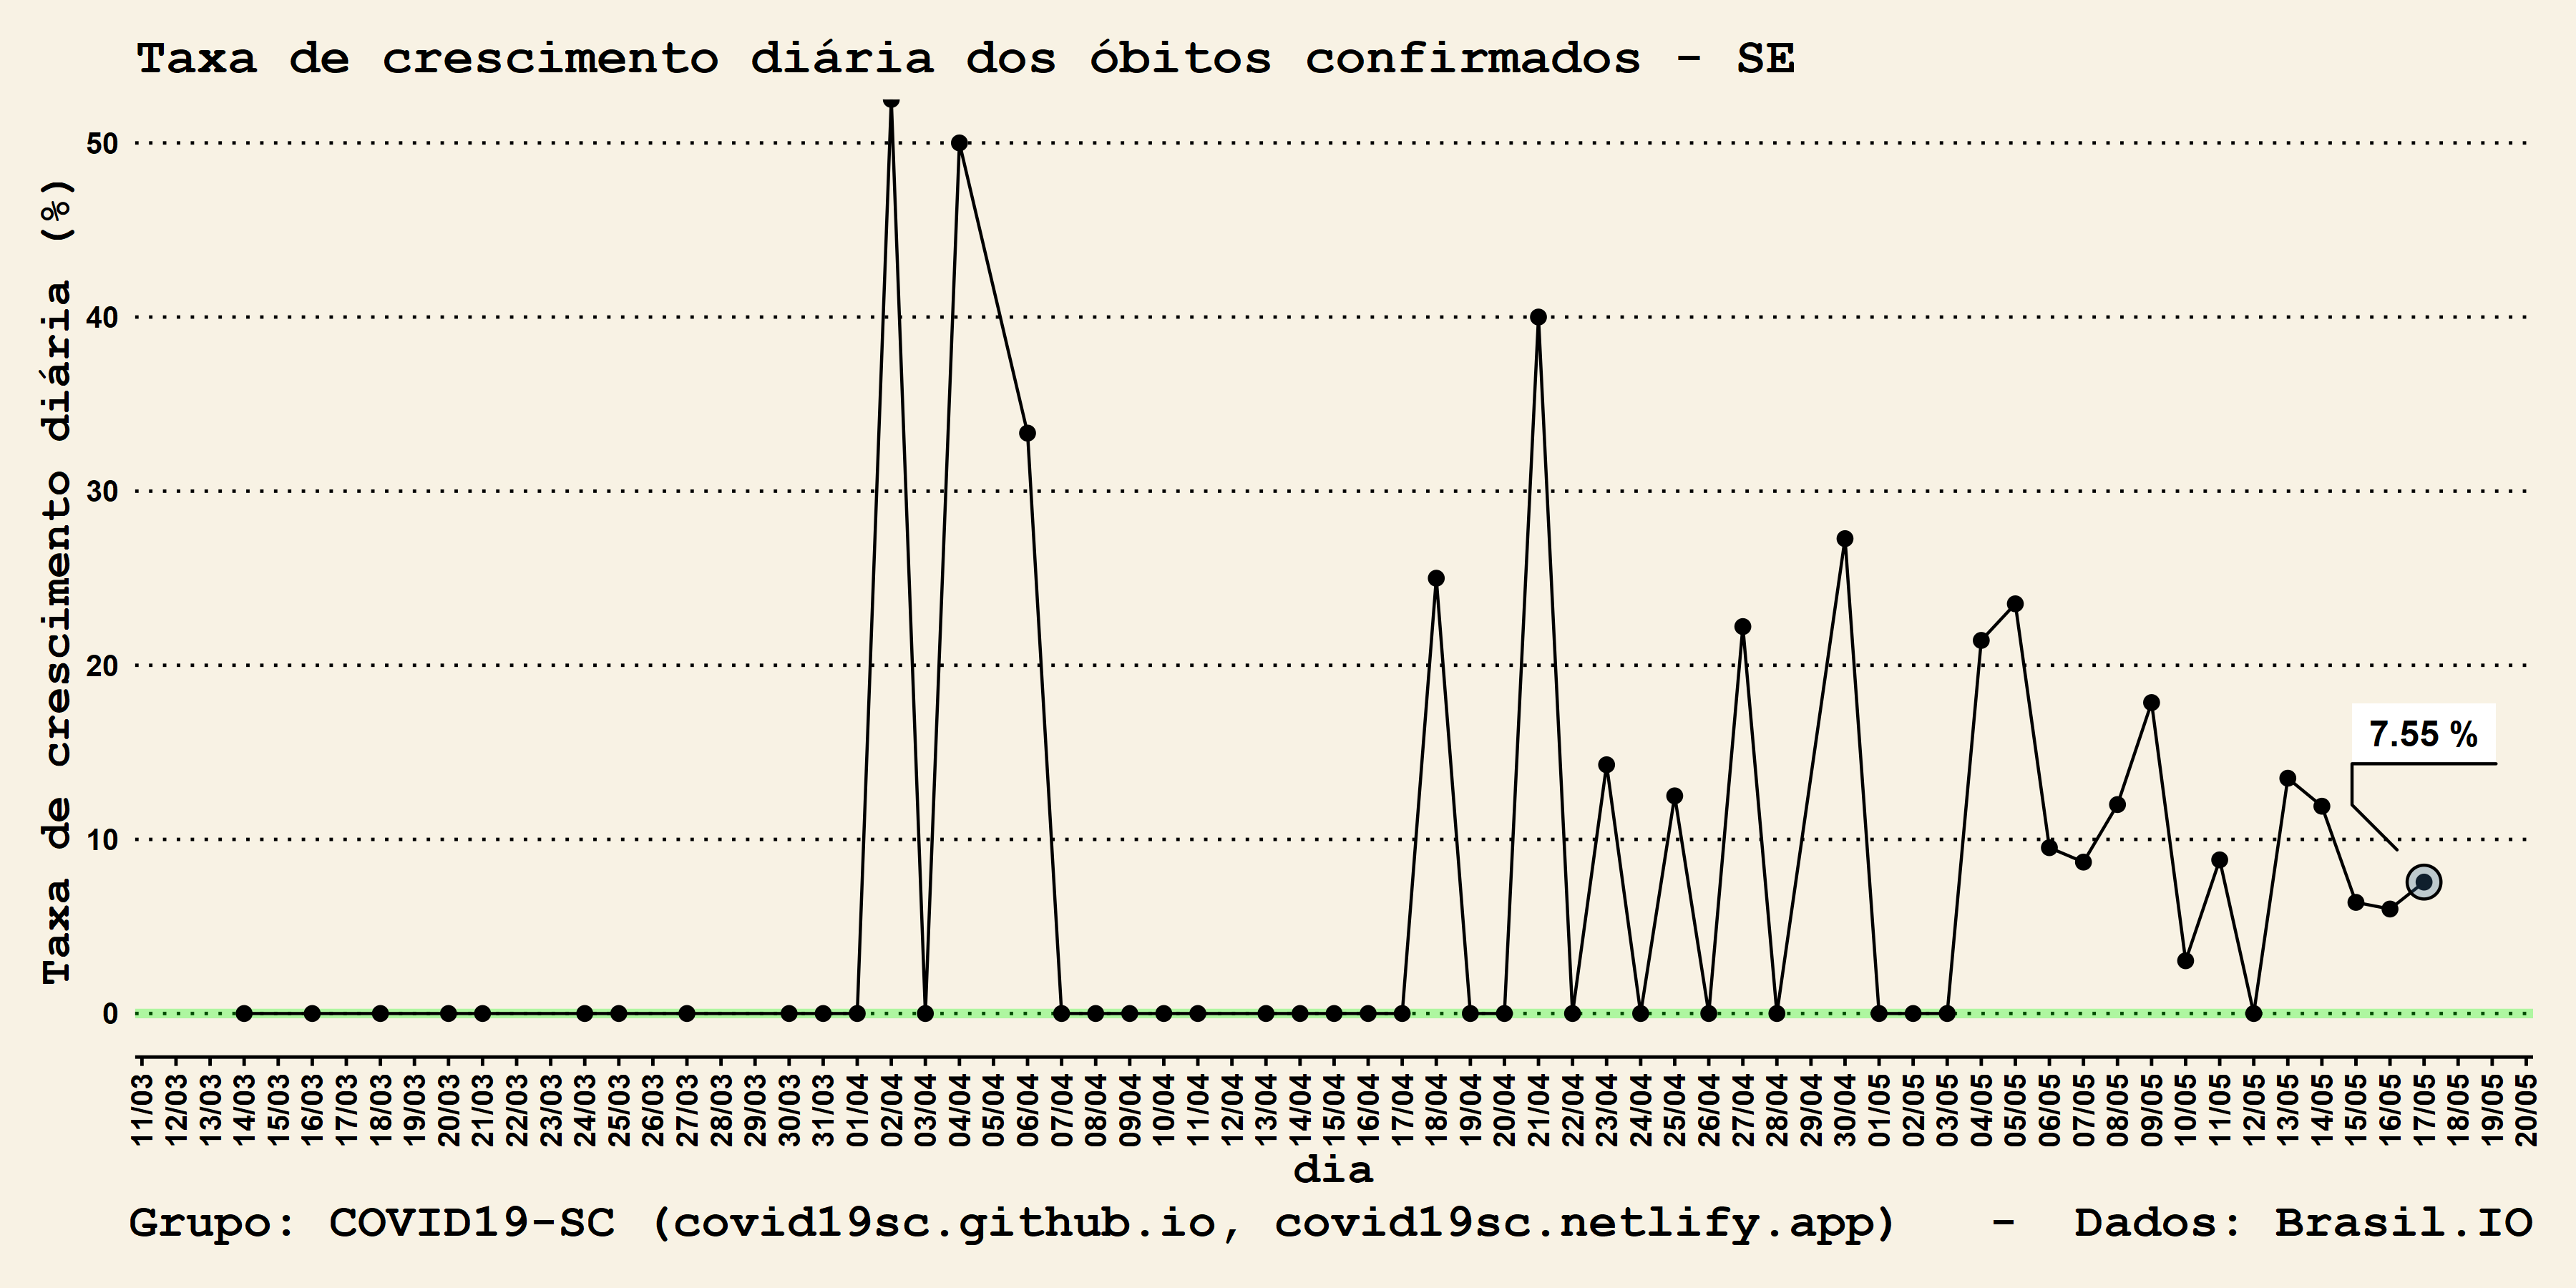 Taxa de crescimento diária dos óbitos confirmados - SE
Taxa de crescimento diária (%)
50
40
30
20
10
0
7.55 %
11/03 12/03 13/03 14/03 15/03 16/03 17/03 18/03 19/03 20/03 21/03 22/03 23/03 24/03 25/03 26/03 27/03 28/03 29/03 30/03 31/03 01/04 02/04 03/04 04/04 05/04 06/04 07/04 08/04 09/04 10/04 11/04 12/04 13/04 14/04 15/04 16/04 17/04 18/04 19/04 20/04 21/04 22/04 23/04 24/04 25/04 26/04 27/04 28/04 29/04 30/04 01/05 02/05 03/05 04/05 05/05 06/05 07/05 08/05 09/05 10/05 11/05 12/05 13/05 14/05 15/05 16/05 17/05 18/05 19/05 20/05
dia
Grupo: COVID19-SC (covid19sc.github.io, covid19sc.netlify.app) - Dados: Brasil.IO